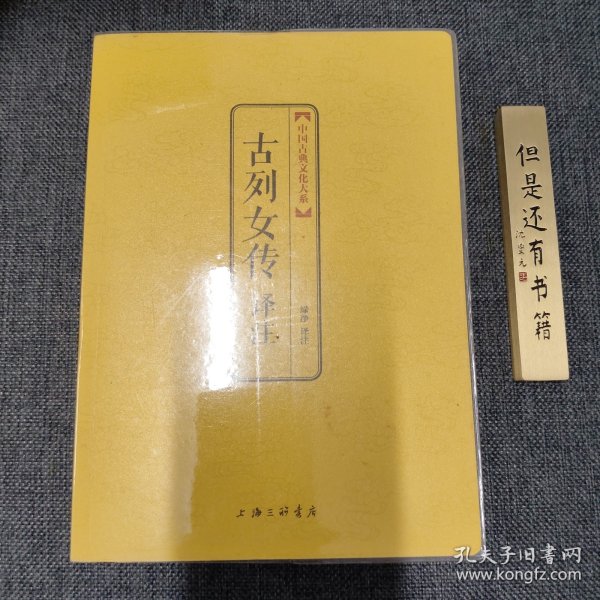 中国古典文化大系
古列女传译注
绿净 译注
上海三联书店
但是还有书籍
沈燮元
孔夫子旧书网
www.kongfz.com